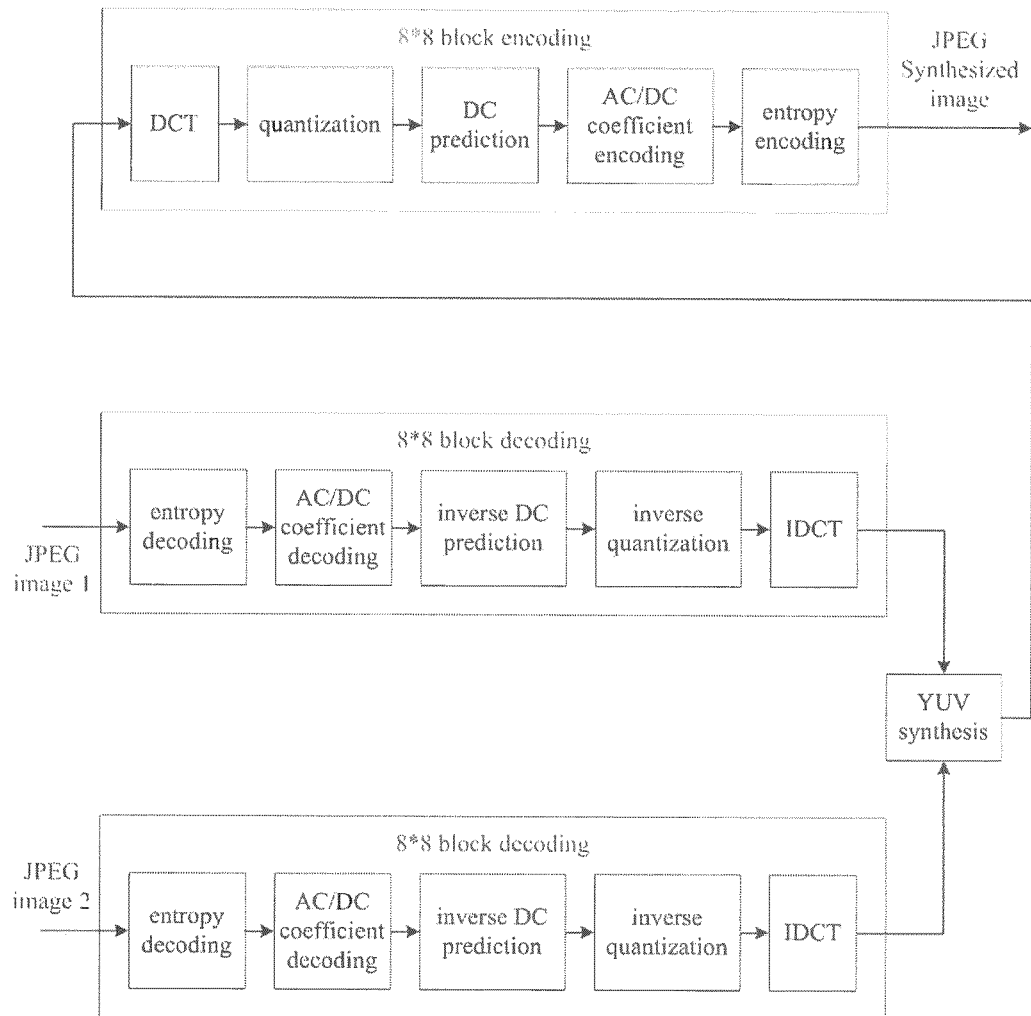 8*8 block encoding
JPEG
Synthesized
image
DCT
quantization
DC
prediction
AC/DC
coefficient
encoding
entropy
encoding
8*8 block decoding
JPEG
image 1
entropy
decoding
AC/DC
coefficient
decoding
inverse DC
prediction
inverse
quantization
IDCT
YUV
synthesis
8*8 block decoding
JPEG
image 2
entropy
decoding
AC/DC
coefficient
decoding
inverse DC
prediction
inverse
quantization
IDCT